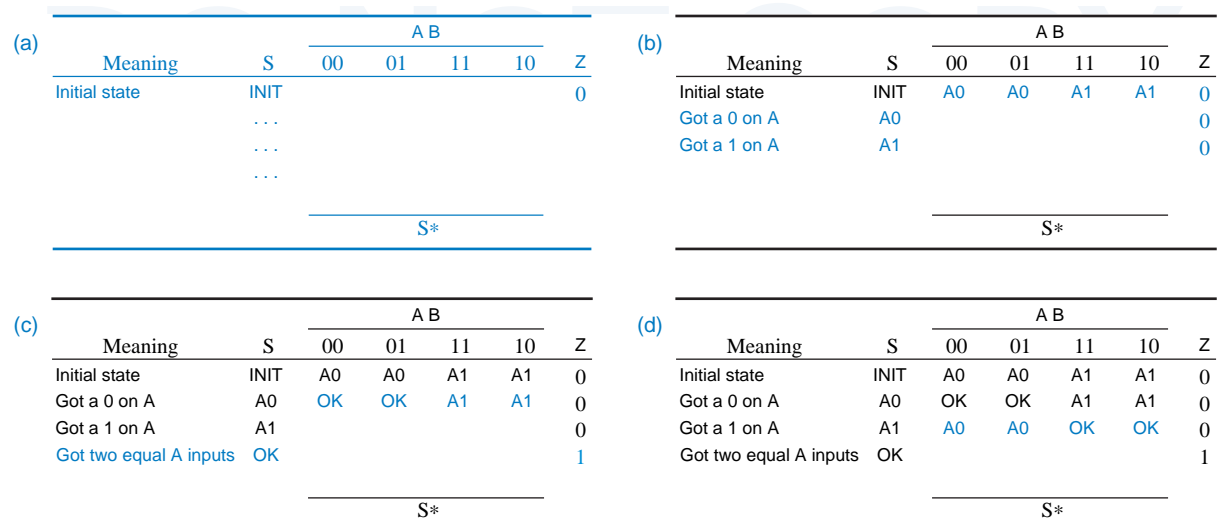 (a)
A B
Meaning S 00 01 11 10 Z
Initial state INIT 0
. . .
. . .
. . .
S*
(b)
A B
Meaning S 00 01 11 10 Z
Initial state INIT A0 A0 A1 A1 0
Got a 0 on A A0 0
Got a 1 on A A1 0
S*
(c)
A B
Meaning S 00 01 11 10 Z
Initial state INIT A0 A0 A1 A1 0
Got a 0 on A A0 OK OK A1 A1 0
Got a 1 on A A1 0
Got two equal A inputs OK 1
S*
(d)
A B
Meaning S 00 01 11 10 Z
Initial state INIT A0 A0 A1 A1 0
Got a 0 on A A0 OK OK A1 A1 0
Got a 1 on A A1 A0 A0 OK OK 0
Got two equal A inputs OK 1
S*